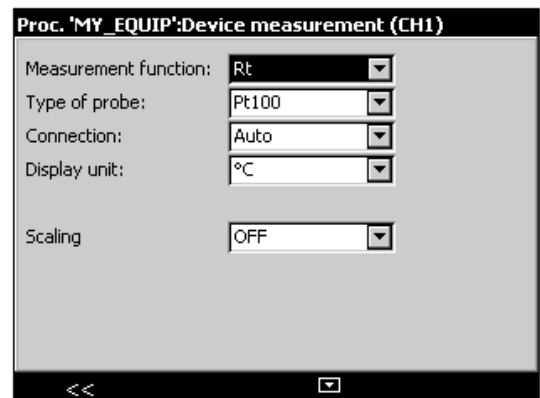 Proc. 'MY_EQUIP':Device measurement (CH1)
Measurement function: Rt
Type of probe: Pt100
Connection: Auto
Display unit: °C
Scaling OFF
<<